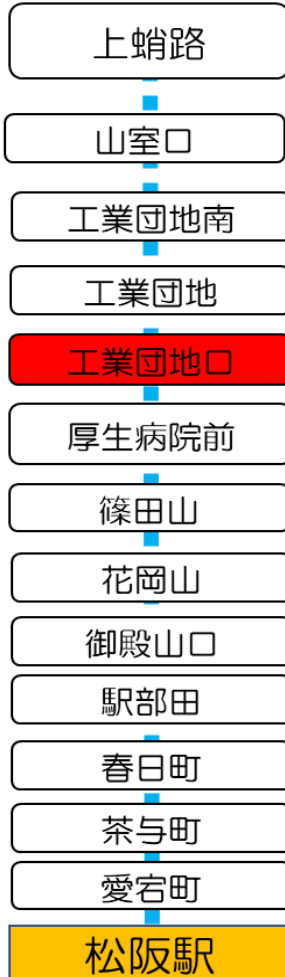 上蛸路
山室口
工業団地南
工業団地
工業団地口
厚生病院前
篠田山
花岡山
御殿山口
駅部田
春日町
茶与町
愛宕町
松阪駅